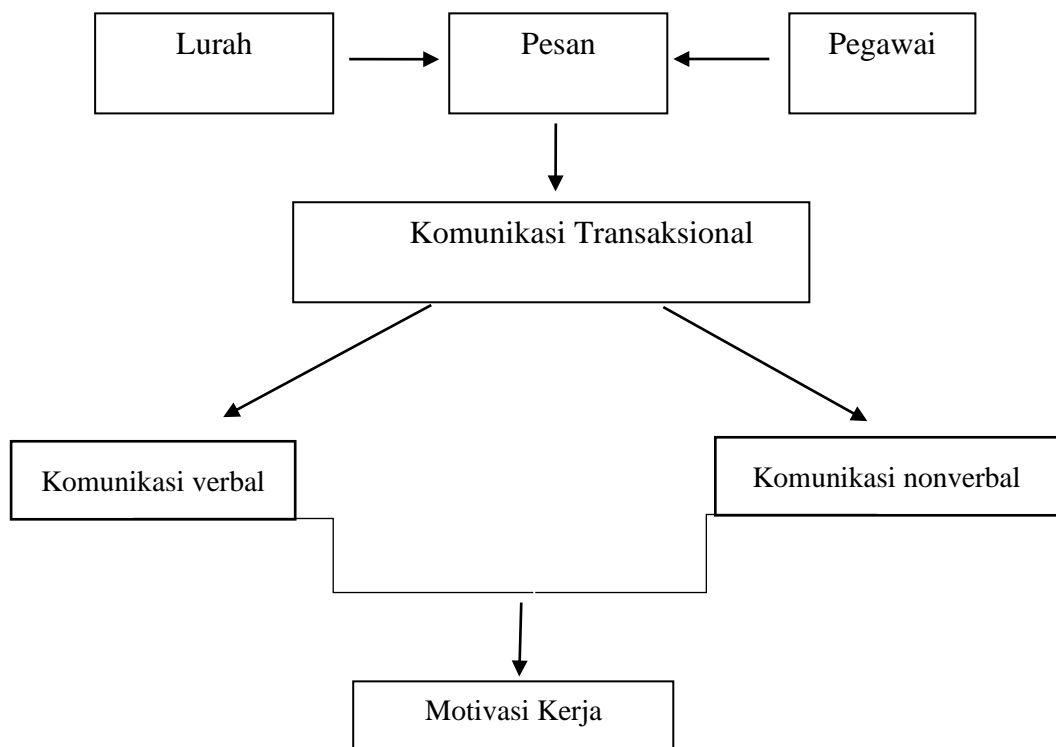 Lurah
Pesan
Pegawai
Komunikasi Transaksional
Komunikasi verbal
Komunikasi nonverbal
Motivasi Kerja